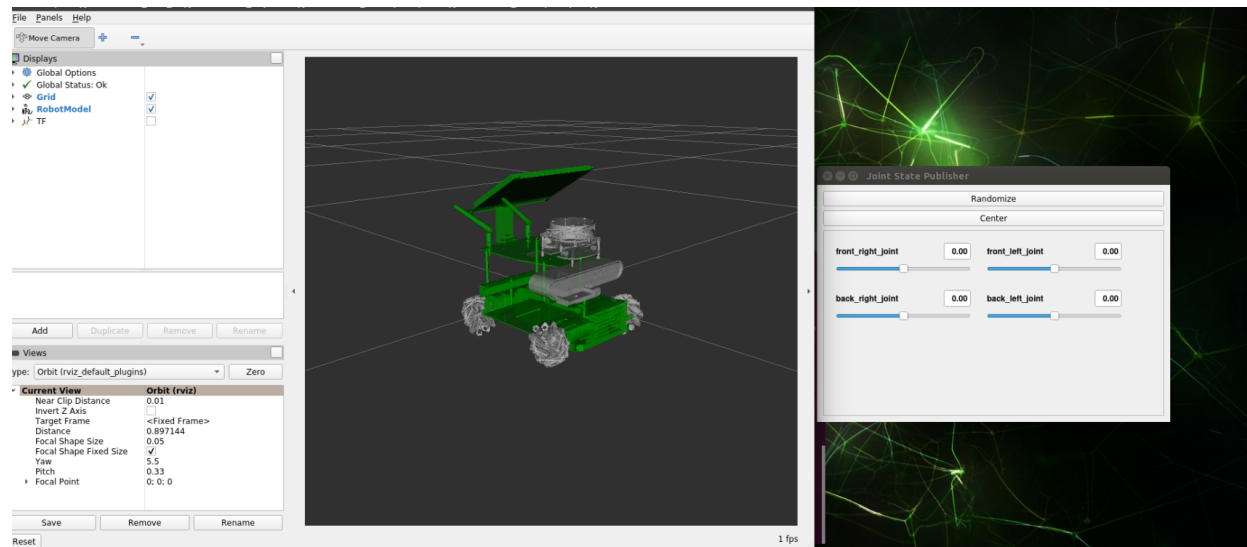 File Panels Help
Move Camera
Displays
Global Options
Global Status: Ok
Grid
RobotModel
TF
Add Duplicate Remove Rename
Views
ype: Orbit (rviz_default_plugins) Zero
Current View Orbit (rviz)
Near Clip Distance 0.01
Invert Z Axis
Target Frame <Fixed Frame>
Distance 0.897144
Focal Shape Size 0.05
Focal Shape Fixed Size
Yaw 5.5
Pitch 0.33
Focal Point 0; 0; 0
Save Remove Rename
Reset
1 fps
Joint State Publisher
Randomize
Center
front_right_joint 0.00 front_left_joint 0.00
back_right_joint 0.00 back_left_joint 0.00